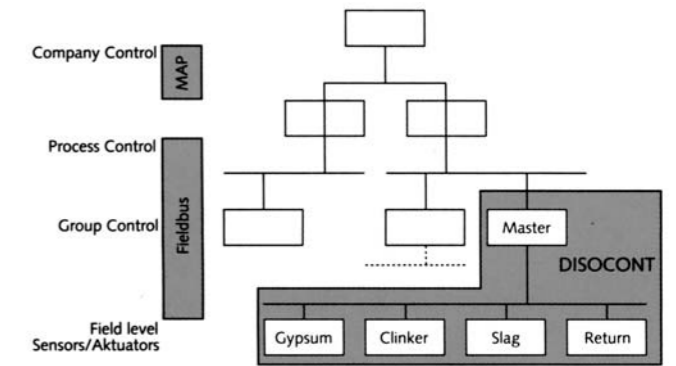 Company Control
MAP
Process Control
Fieldbus
Group Control
Master
DISOCONT
Field level
Sensors/Aktuators
Gypsum
Clinker
Slag
Return